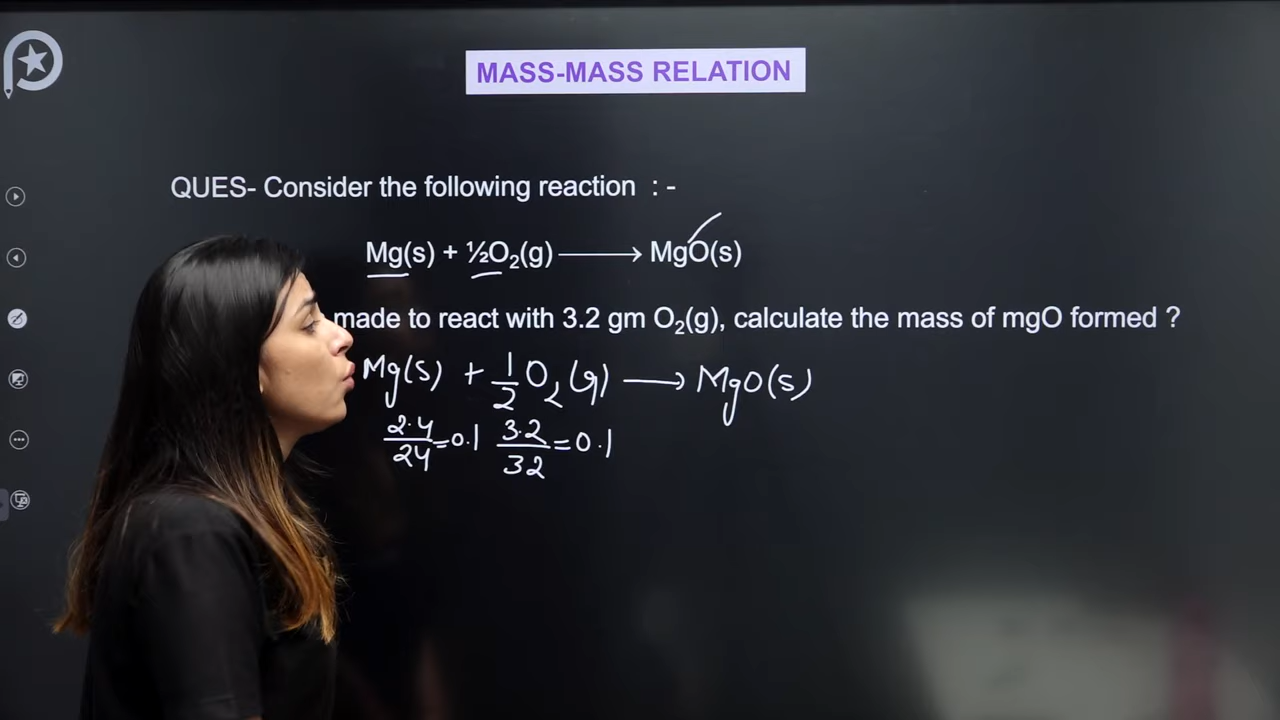 MASS-MASS RELATION
QUES- Consider the following reaction : -
Mg(s) + ½O₂(g) ⟶ MgO(s)
made to react with 3.2 gm O₂(g), calculate the mass of mgO formed ?
Mg(s) + 1/2 O₂(g) ⟶ MgO(s)
2.4/24=0.1 3.2/32=0.1